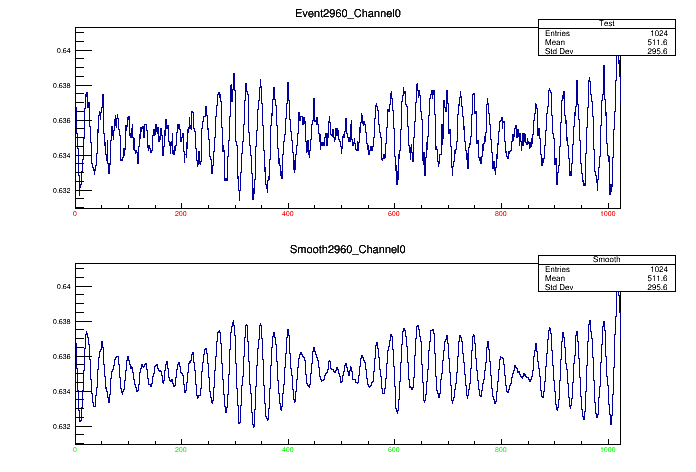 Event2960_Channel0
Test
Entries 1024
Mean 511.6
Std Dev 295.6
0.64
0.638
0.636
0.634
0.632
0 200 400 600 800 1000
Smooth2960_Channel0
Smooth
Entries 1024
Mean 511.6
Std Dev 295.6
0.64
0.638
0.636
0.634
0.632
0 200 400 600 800 1000